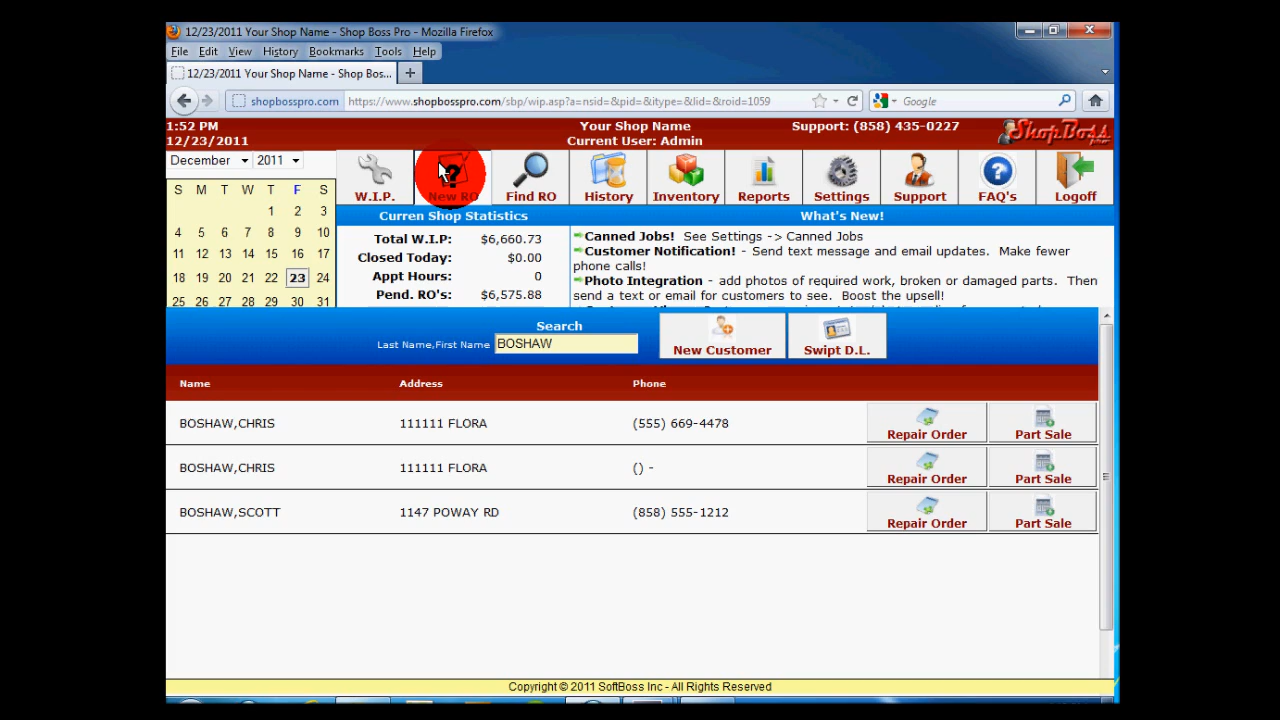 12/23/2011 Your Shop Name - Shop Boss Pro - Mozilla Firefox
File Edit View History Bookmarks Tools Help
12/23/2011 Your Shop Name - Shop Bos... +
shopbosspro.com https://www.shopbosspro.com/sbp/wip.asp?a=nsid=&pid=&itype=&lid=&roid=1059 Google
1:52 PM Your Shop Name Support: (858) 435-0227
12/23/2011 Current User: Admin
ShopBoss
December 2011
W.I.P. New RO Find RO History Inventory Reports Settings Support FAQ's Logoff
S M T W T F S
1 2 3
4 5 6 7 8 9 10
11 12 13 14 15 16 17
18 19 20 21 22 23 24
25 26 27 28 29 30 31
Curren Shop Statistics
Total W.I.P: $6,660.73
Closed Today: $0.00
Appt Hours: 0
Pend. RO's: $6,575.88
What's New!
Canned Jobs! See Settings -> Canned Jobs
Customer Notification! - Send text message and email updates. Make fewer
phone calls!
Photo Integration - add photos of required work, broken or damaged parts. Then
send a text or email for customers to see. Boost the upsell!
Search
Last Name,First Name BOSHAW
New Customer Swipt D.L.
Name Address Phone
BOSHAW,CHRIS 111111 FLORA (555) 669-4478 Repair Order Part Sale
BOSHAW,CHRIS 111111 FLORA () - Repair Order Part Sale
BOSHAW,SCOTT 1147 POWAY RD (858) 555-1212 Repair Order Part Sale
Copyright © 2011 SoftBoss Inc - All Rights Reserved